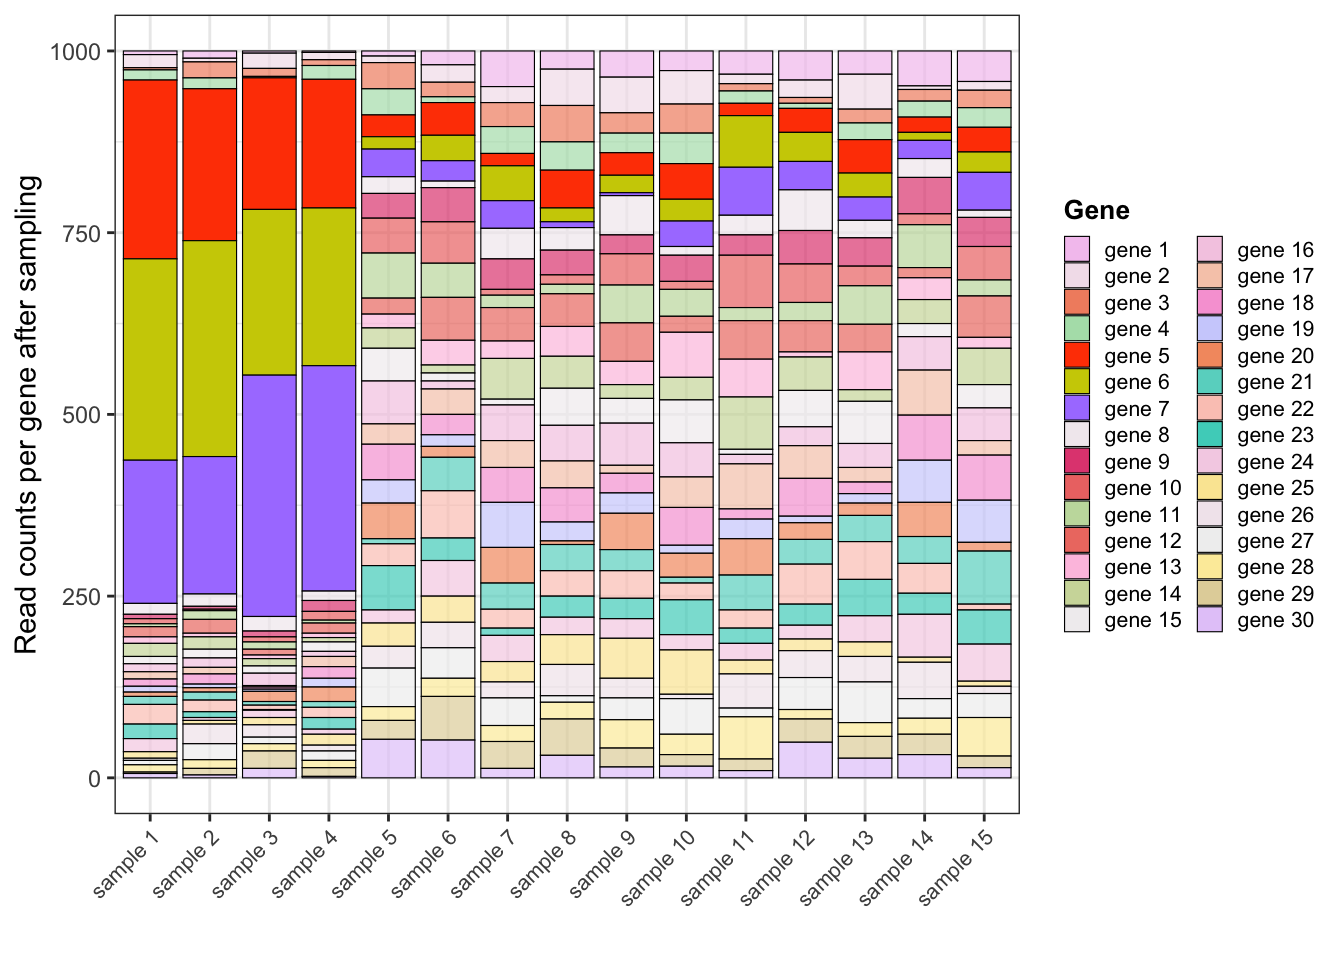 Read counts per gene after sampling
1000
750
500
250
0
sample 1
sample 2
sample 3
sample 4
sample 5
sample 6
sample 7
sample 8
sample 9
sample 10
sample 11
sample 12
sample 13
sample 14
sample 15
Gene
gene 1
gene 2
gene 3
gene 4
gene 5
gene 6
gene 7
gene 8
gene 9
gene 10
gene 11
gene 12
gene 13
gene 14
gene 15
gene 16
gene 17
gene 18
gene 19
gene 20
gene 21
gene 22
gene 23
gene 24
gene 25
gene 26
gene 27
gene 28
gene 29
gene 30